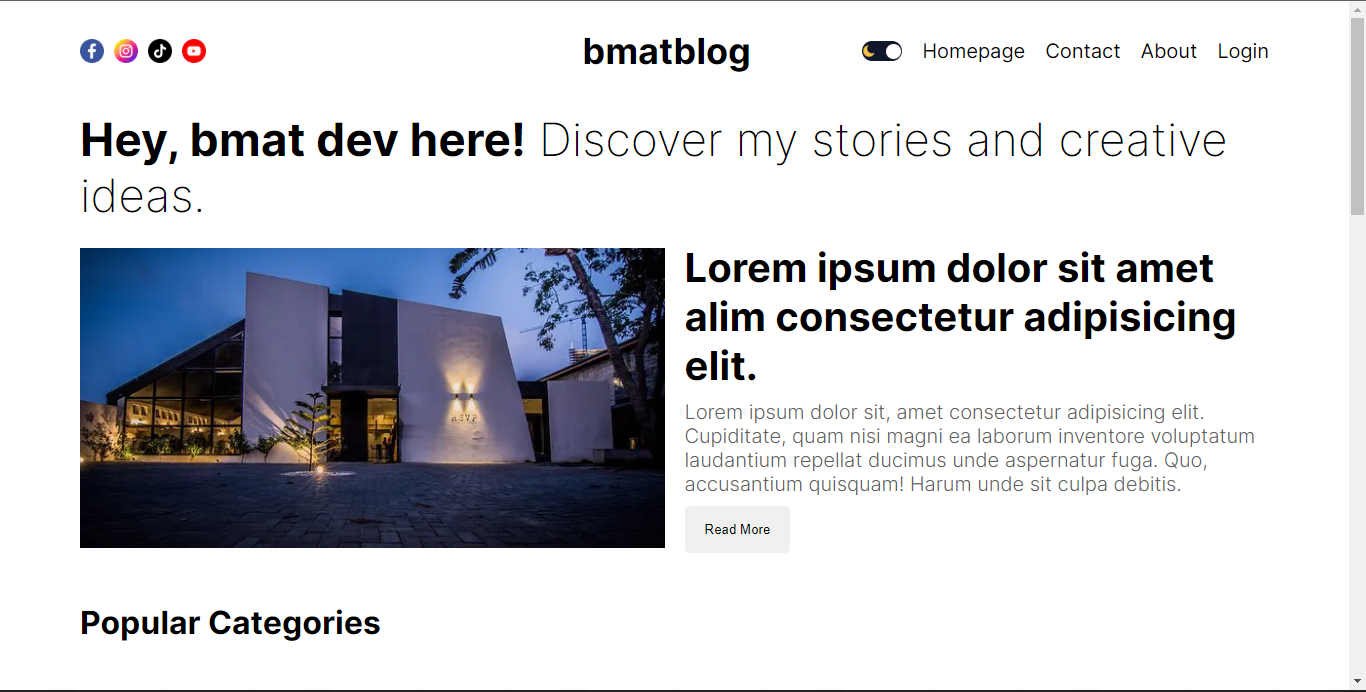 bmatblog
Homepage Contact About Login
Hey, bmat dev here! Discover my stories and creative
ideas.
R S V P
Lorem ipsum dolor sit amet
alim consectetur adipisicing
elit.
Lorem ipsum dolor sit, amet consectetur adipisicing elit.
Cupiditate, quam nisi magni ea laborum inventore voluptatum
laudantium repellat ducimus unde aspernatur fuga. Quo,
accusantium quisquam! Harum unde sit culpa debitis.
Read More
Popular Categories